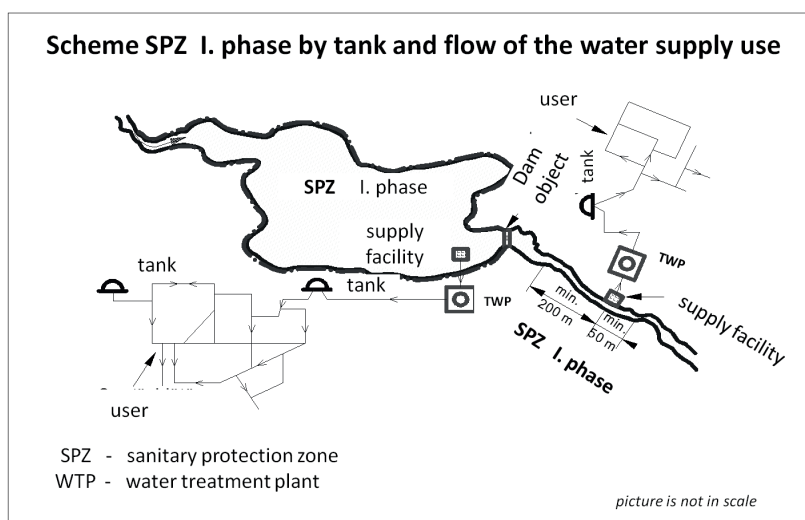 Scheme SPZ I. phase by tank and flow of the water supply use
user
Dam
object
tank
SPZ I. phase
supply
facility
tank
tank
TWP
TWP
supply facility
min.
200 m
min.
50 m
SPZ I. phase
user
SPZ - sanitary protection zone
WTP - water treatment plant
picture is not in scale